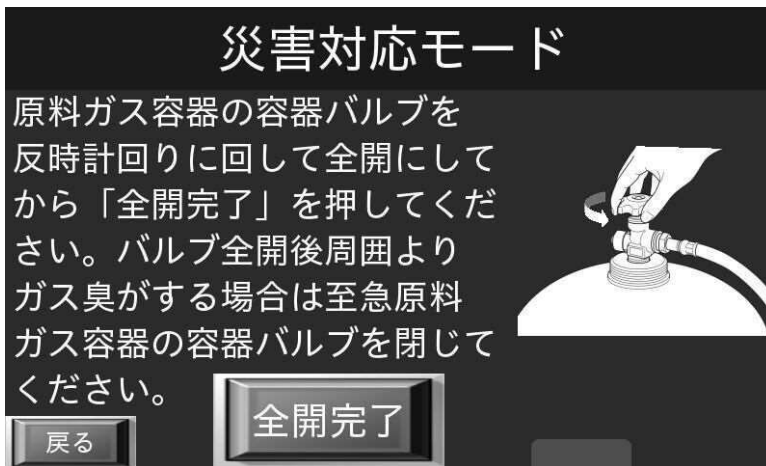 災害対応モード
原料ガス容器の容器バルブを
反時計回りに回して全開にして
から「全開完了」を押してくだ
さい。バルブ全開後周囲より
ガス臭がする場合は至急原料
ガス容器の容器バルブを閉じて
ください。
全開完了
戻る